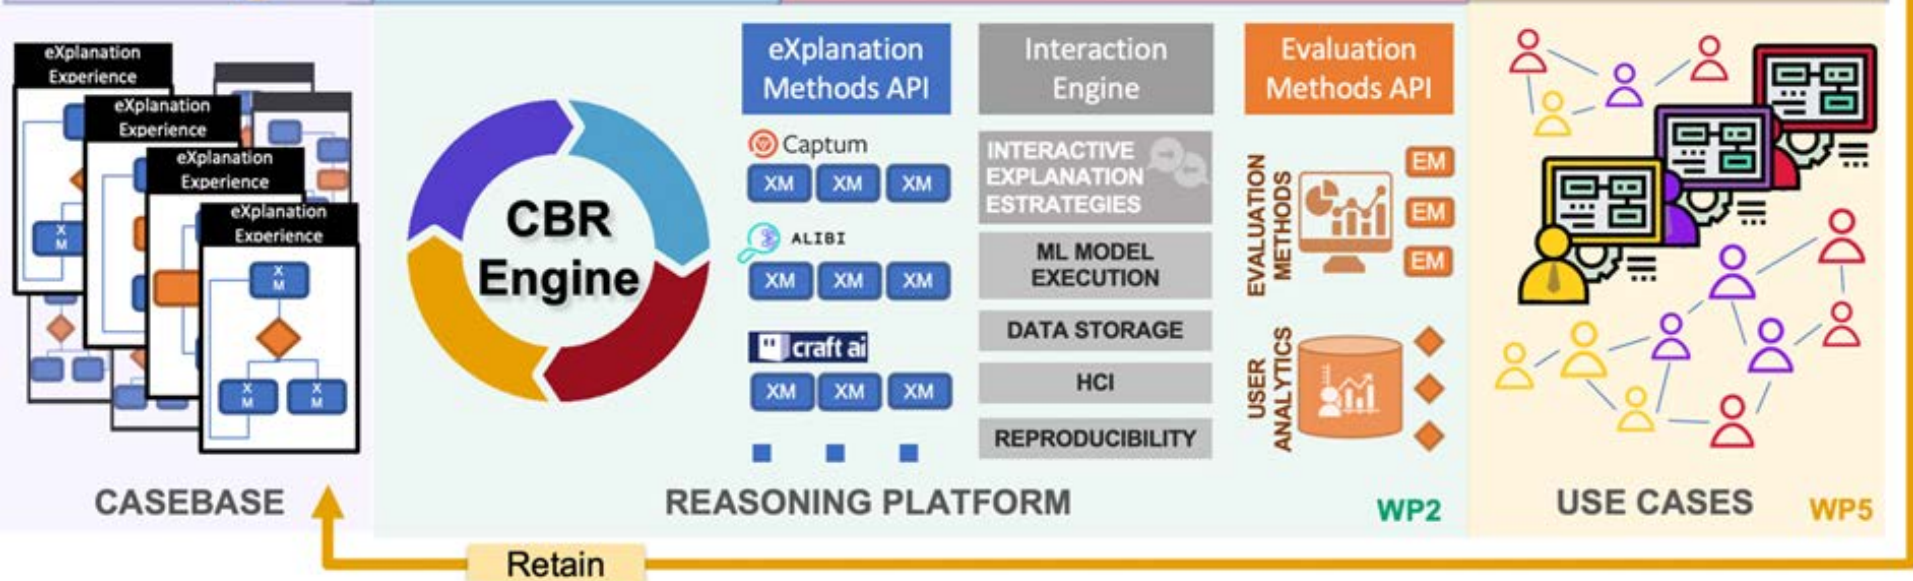 eXplanation
Experience
eXplanation
Experience
eXplanation
Experience
eXplanation
Experience
X
M
X
M
X
M
X
M
CASEBASE
CBR
Engine
eXplanation
Methods API
Captum
XM XM XM
ALIBI
XM XM XM
craft ai
XM XM XM
Interaction
Engine
INTERACTIVE
EXPLANATION
ESTRATEGIES
ML MODEL
EXECUTION
DATA STORAGE
HCI
REPRODUCIBILITY
Evaluation
Methods API
EVALUATION
METHODS
EM
EM
EM
USER
ANALYTICS
REASONING PLATFORM
WP2
USE CASES
WP5
Retain